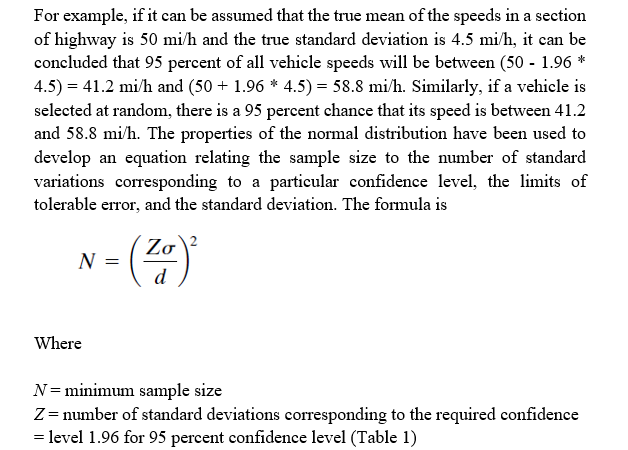 For example, if it can be assumed that the true mean of the speeds in a section
of highway is 50 mi/h and the true standard deviation is 4.5 mi/h, it can be
concluded that 95 percent of all vehicle speeds will be between (50 - 1.96 *
4.5) = 41.2 mi/h and (50 + 1.96 * 4.5) = 58.8 mi/h. Similarly, if a vehicle is
selected at random, there is a 95 percent chance that its speed is between 41.2
and 58.8 mi/h. The properties of the normal distribution have been used to
develop an equation relating the sample size to the number of standard
variations corresponding to a particular confidence level, the limits of
tolerable error, and the standard deviation. The formula is
N = (Zσ/d)²
Where
N = minimum sample size
Z = number of standard deviations corresponding to the required confidence
= level 1.96 for 95 percent confidence level (Table 1)